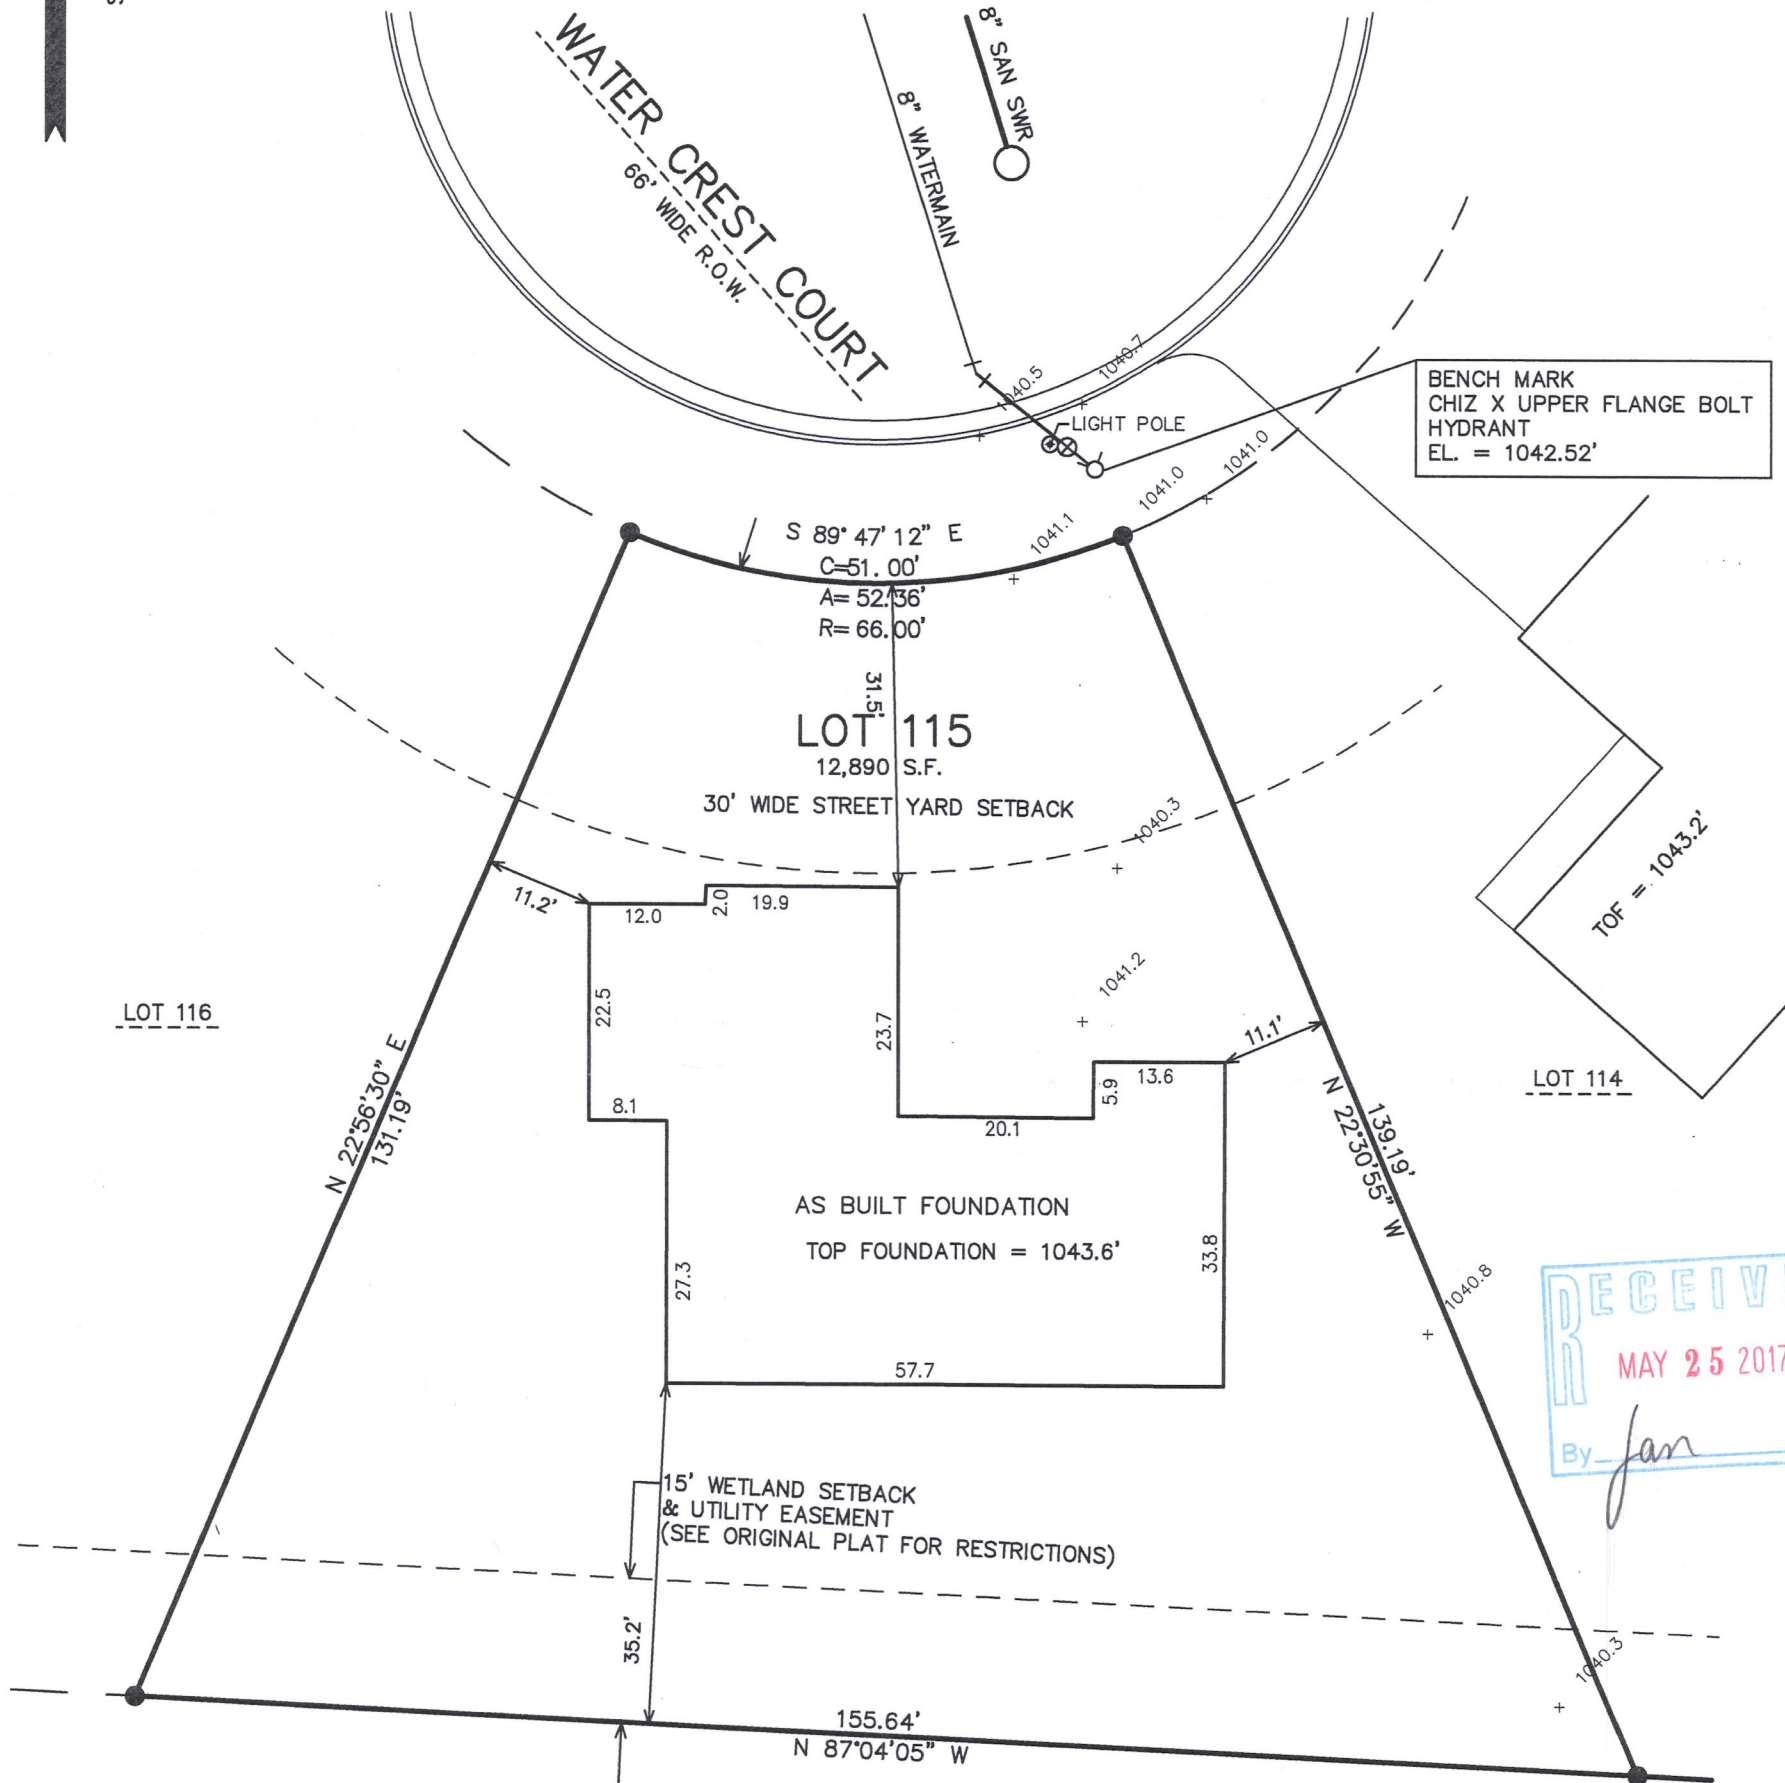 WATER CREST COURT
66' WIDE R.O.W.
8" WATERMAIN
8" SAN SWR
1040.5
1040.7
LIGHT POLE
BENCH MARK
CHIZ X UPPER FLANGE BOLT
HYDRANT
EL. = 1042.52'
1041.0
1041.0
1041.1
S 89° 47' 12" E
C=51.00'
A= 52.36'
R= 66.00'
31.5'
LOT 115
12,890 S.F.
30' WIDE STREET YARD SETBACK
1040.3
TOF = 1043.2'
11.2'
12.0
2.0
19.9
1041.2
22.5
23.7
LOT 116
11.1'
13.6
5.9
LOT 114
8.1
20.1
N 22°56'30" E
131.19'
139.19'
N 22°30'55" W
AS BUILT FOUNDATION
TOP FOUNDATION = 1043.6'
33.8
27.3
1040.8
57.7
RECEIV
MAY 25 2017
By Jan
15' WETLAND SETBACK
& UTILITY EASEMENT
(SEE ORIGINAL PLAT FOR RESTRICTIONS)
35.2'
1040.3
155.64'
N 87°04'05" W